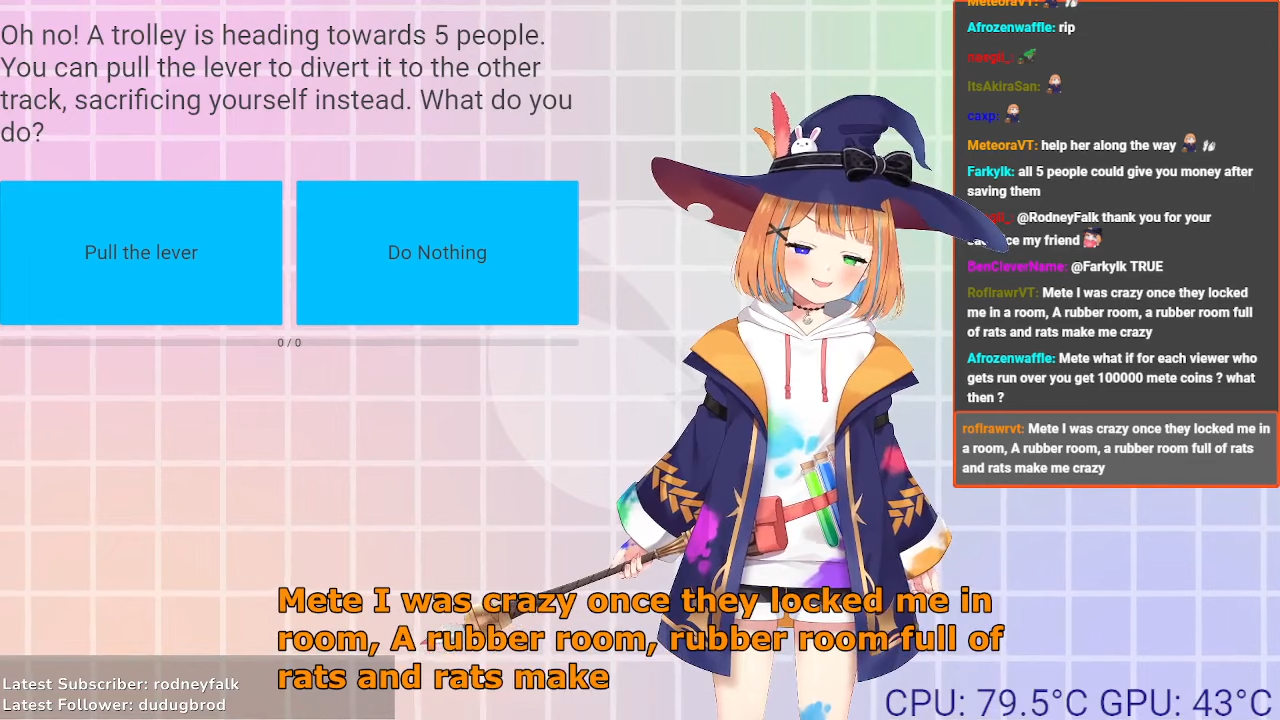 Oh no! A trolley is heading towards 5 people.
You can pull the lever to divert it to the other
track, sacrificing yourself instead. What do you
do?
Pull the lever
Do Nothing
0 / 0
MeteoraVT:
Afrozenwaffle: rip
ItsAkiraSan:
caxp:
MeteoraVT: help her along the way
Farkylk: all 5 people could give you money after
saving them
@RodneyFalk thank you for your
my friend
BenCleverName: @Farkylk TRUE
RoflrawrVT: Mete I was crazy once they locked
me in a room, A rubber room, a rubber room full
of rats and rats make me crazy
Afrozenwaffle: Mete what if for each viewer who
gets run over you get 100000 mete coins ? what
then ?
roflrawrvt: Mete I was crazy once they locked me in
a room, A rubber room, a rubber room full of rats
and rats make me crazy
Mete I was crazy once they locked me in
room, A rubber room, rubber room full of
rats and rats make
Latest Subscriber: rodneyfalk
Latest Follower: dudugbrod
CPU: 79.5°C GPU: 43°C